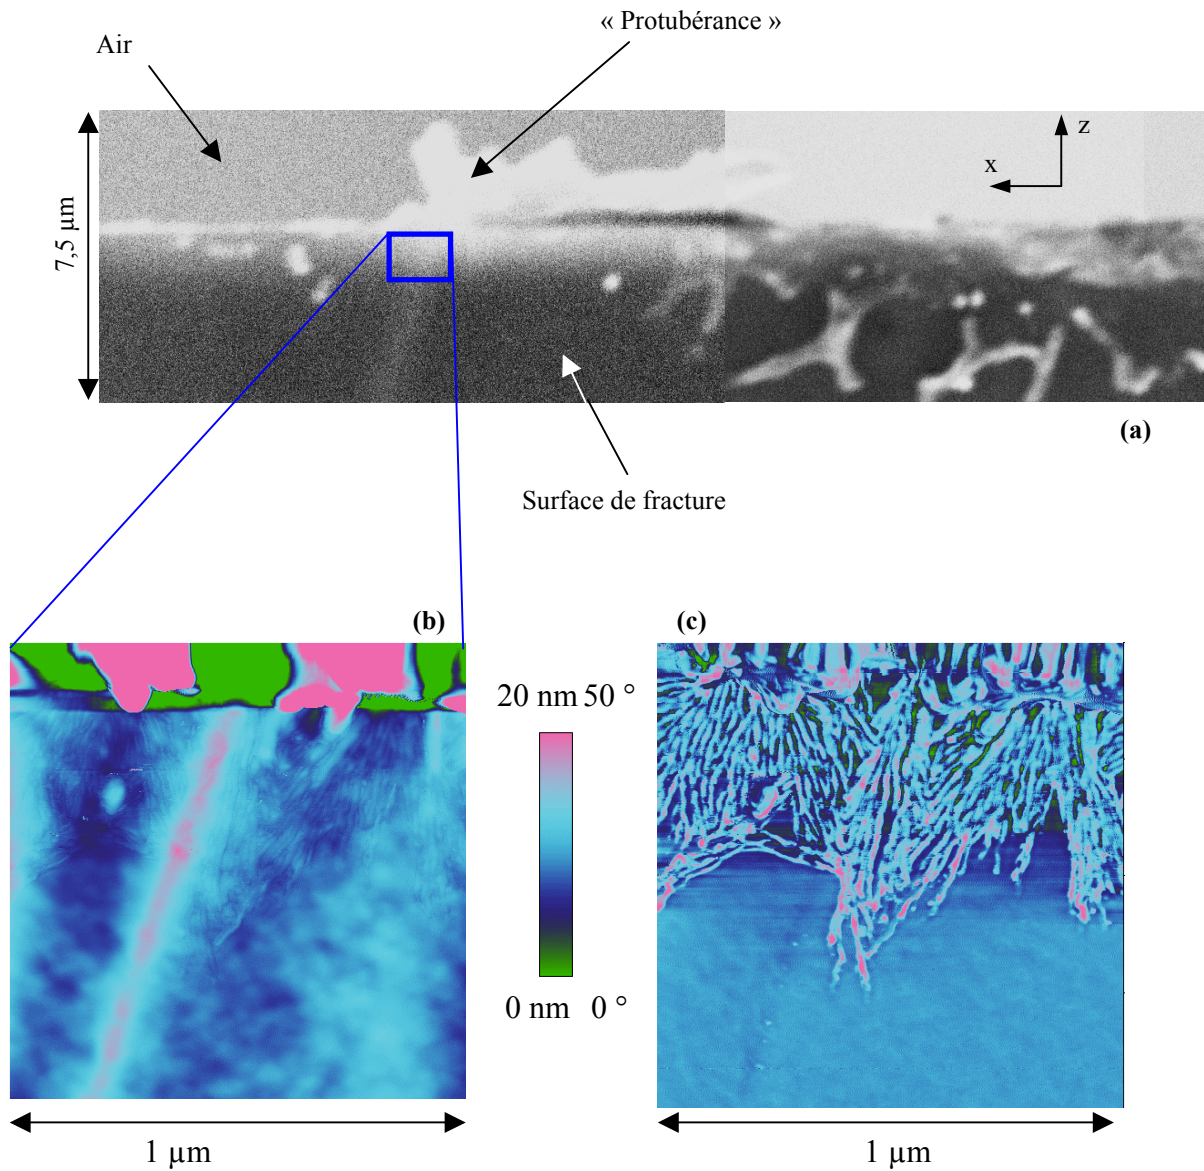 « Protubérance »
Air
z
x
7,5 µm
(a)
Surface de fracture
(b)
(c)
20 nm 50 °
0 nm 0 °
1 µm
1 µm